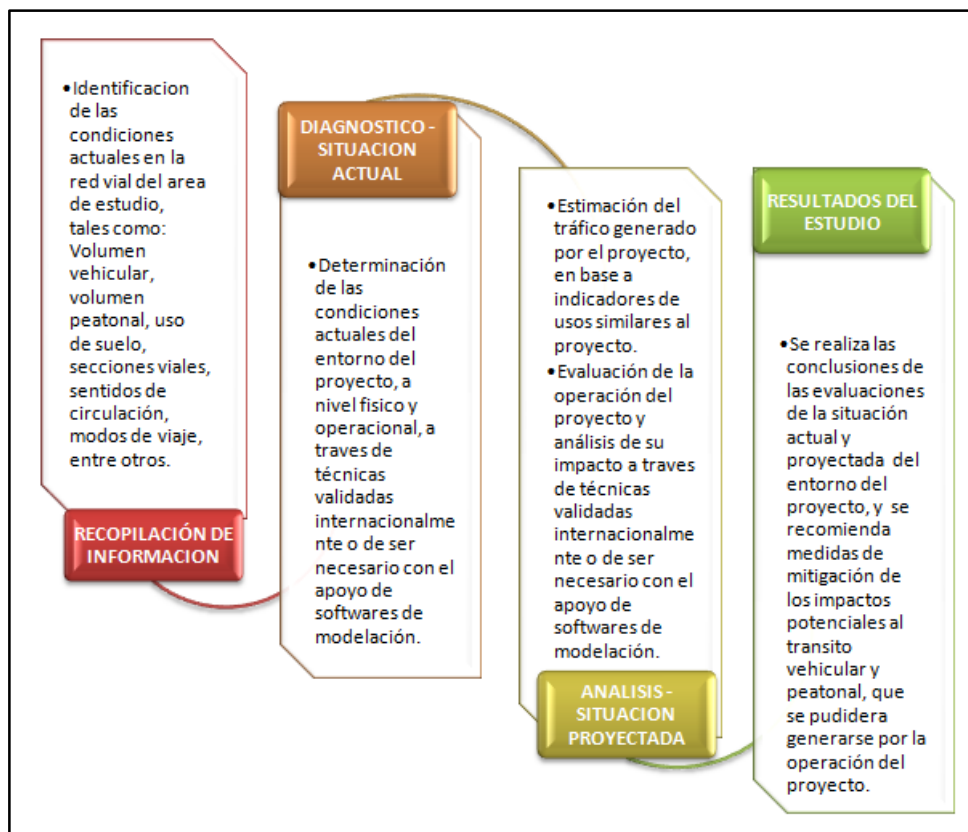 •Identificacion
de las
condiciones
actuales en la
red vial del area
de estudio,
tales como:
Volumen
vehicular,
volumen
peatonal, uso
de suelo,
secciones viales,
sentidos de
circulación,
modos de viaje,
entre otros.
RECOPILACIÓN DE
INFORMACION
DIAGNOSTICO -
SITUACION
ACTUAL
•Determinación
de las
condiciones
actuales del
entorno del
proyecto, a
nivel fisico y
operacional, a
traves de
técnicas
validadas
internacionalme
nte o de ser
necesario con el
apoyo de
softwares de
modelación.
•Estimación del
tráfico generado
por el proyecto,
en base a
indicadores de
usos similares al
proyecto.
•Evaluación de la
operación del
proyecto y
análisis de su
impacto a traves
de técnicas
validadas
internacionalme
nte o de ser
necesario con el
apoyo de
softwares de
modelación.
ANALISIS -
SITUACION
PROYECTADA
RESULTADOS DEL
ESTUDIO
•Se realiza las
conclusiones de
las evaluaciones
de la situación
actual y
proyectada del
entorno del
proyecto, y se
recomienda
medidas de
mitigación de
los impactos
potenciales al
transito
vehicular y
peatonal, que
se pudidera
generarse por la
operación del
proyecto.